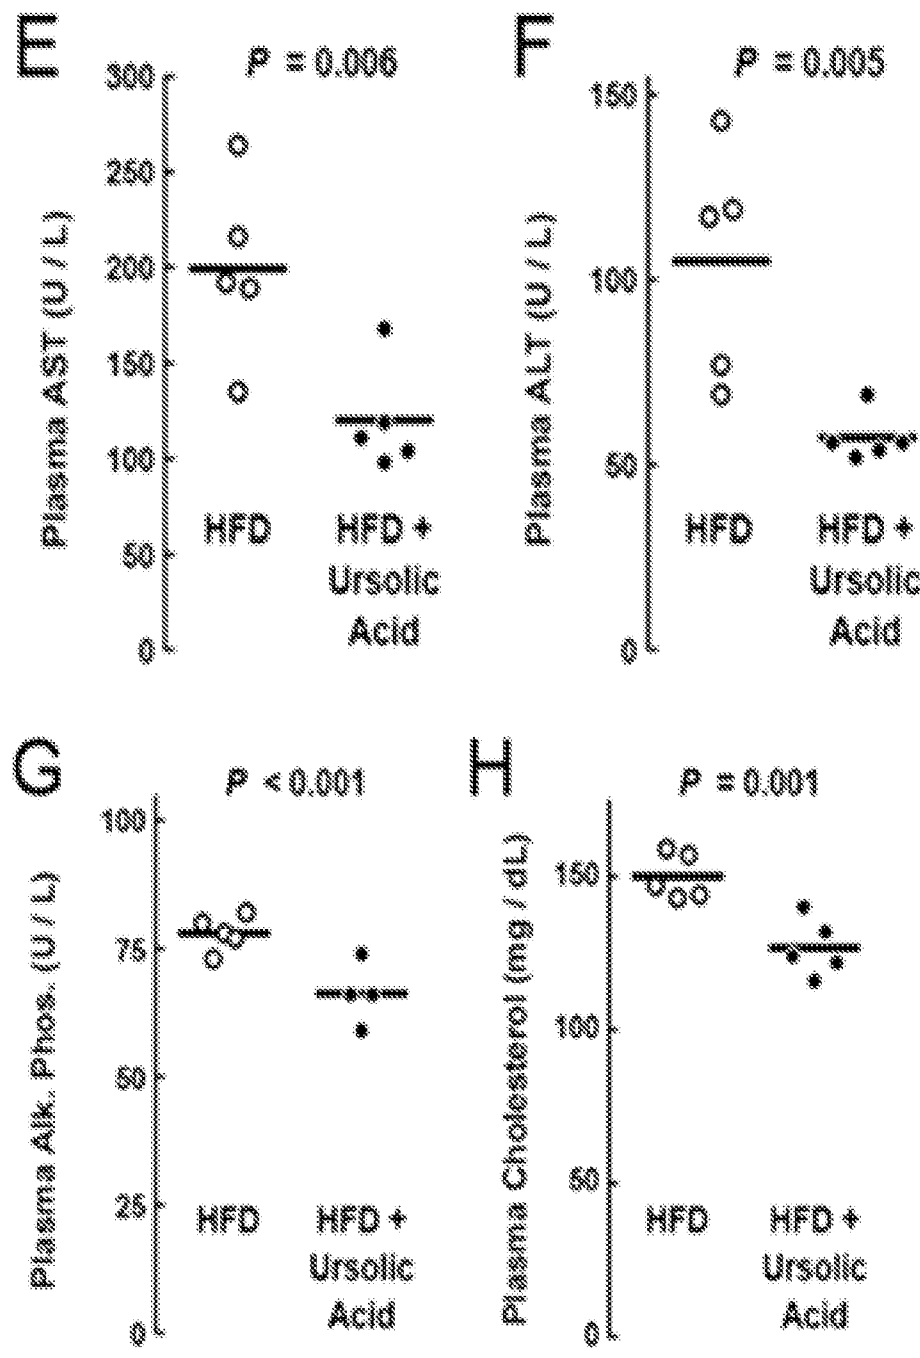 E
P = 0.006
Plasma AST (U / L)
300
250
200
150
100
50
0
HFD
HFD +
Ursolic
Acid
F
P = 0.005
Plasma ALT (U / L)
150
100
50
0
HFD
HFD +
Ursolic
Acid
G
P < 0.001
Plasma Alk. Phos. (U / L)
100
75
50
25
0
HFD
HFD +
Ursolic
Acid
H
P = 0.001
Plasma Cholesterol (mg / dL)
150
100
50
0
HFD
HFD +
Ursolic
Acid